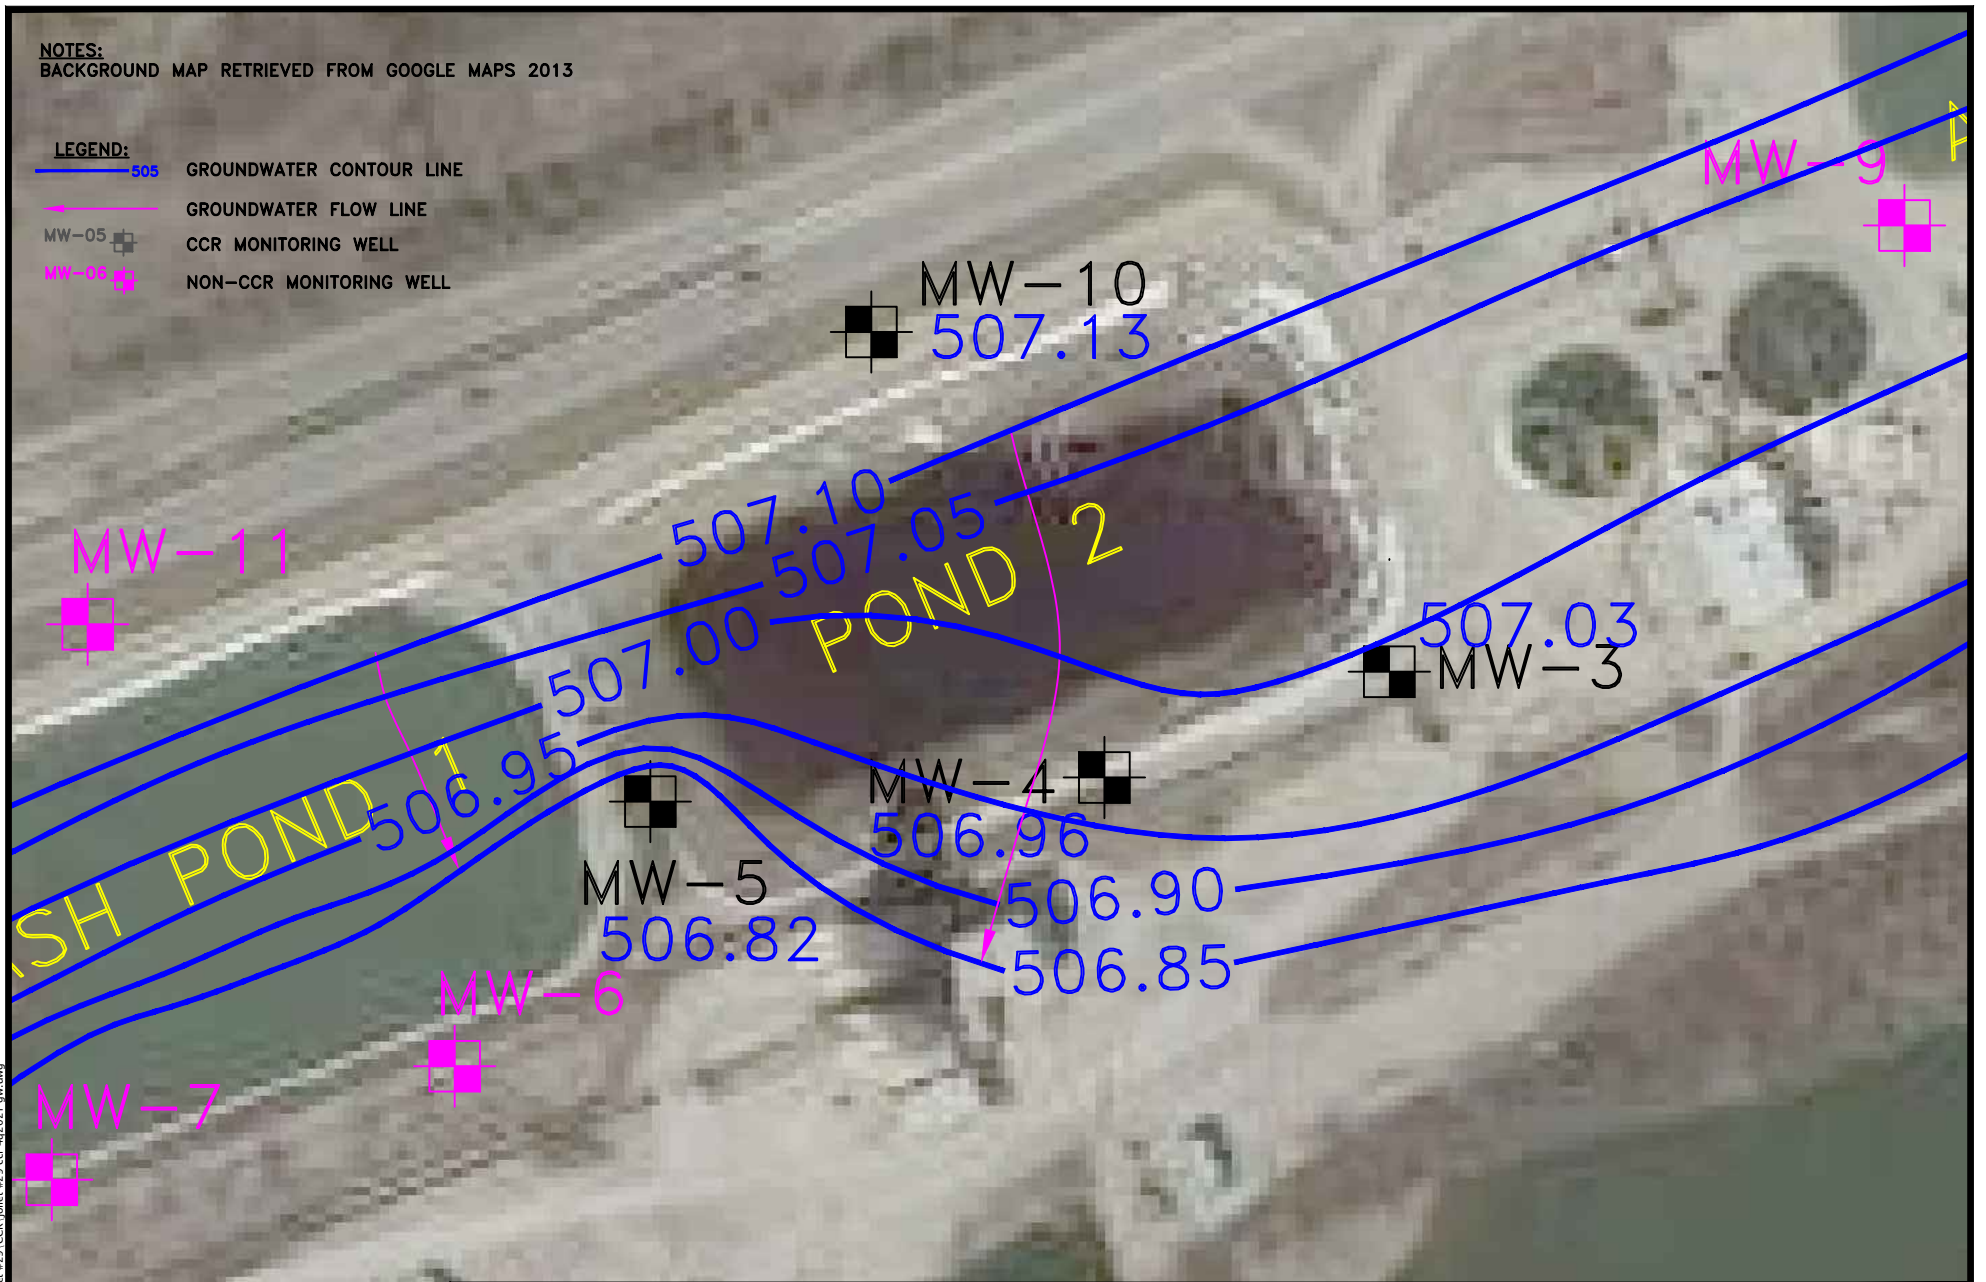 NOTES:
BACKGROUND MAP RETRIEVED FROM GOOGLE MAPS 2013
LEGEND:
505 GROUNDWATER CONTOUR LINE
GROUNDWATER FLOW LINE
MW-05 CCR MONITORING WELL
MW-06 NON-CCR MONITORING WELL
MW-9
MW-10
507.13
507.10
507.05
POND 2
MW-11
507.00
507.03
MW-3
506.95
MW-4
506.96
ASH POND 1
MW-5
506.82
506.90
506.85
MW-6
MW-7